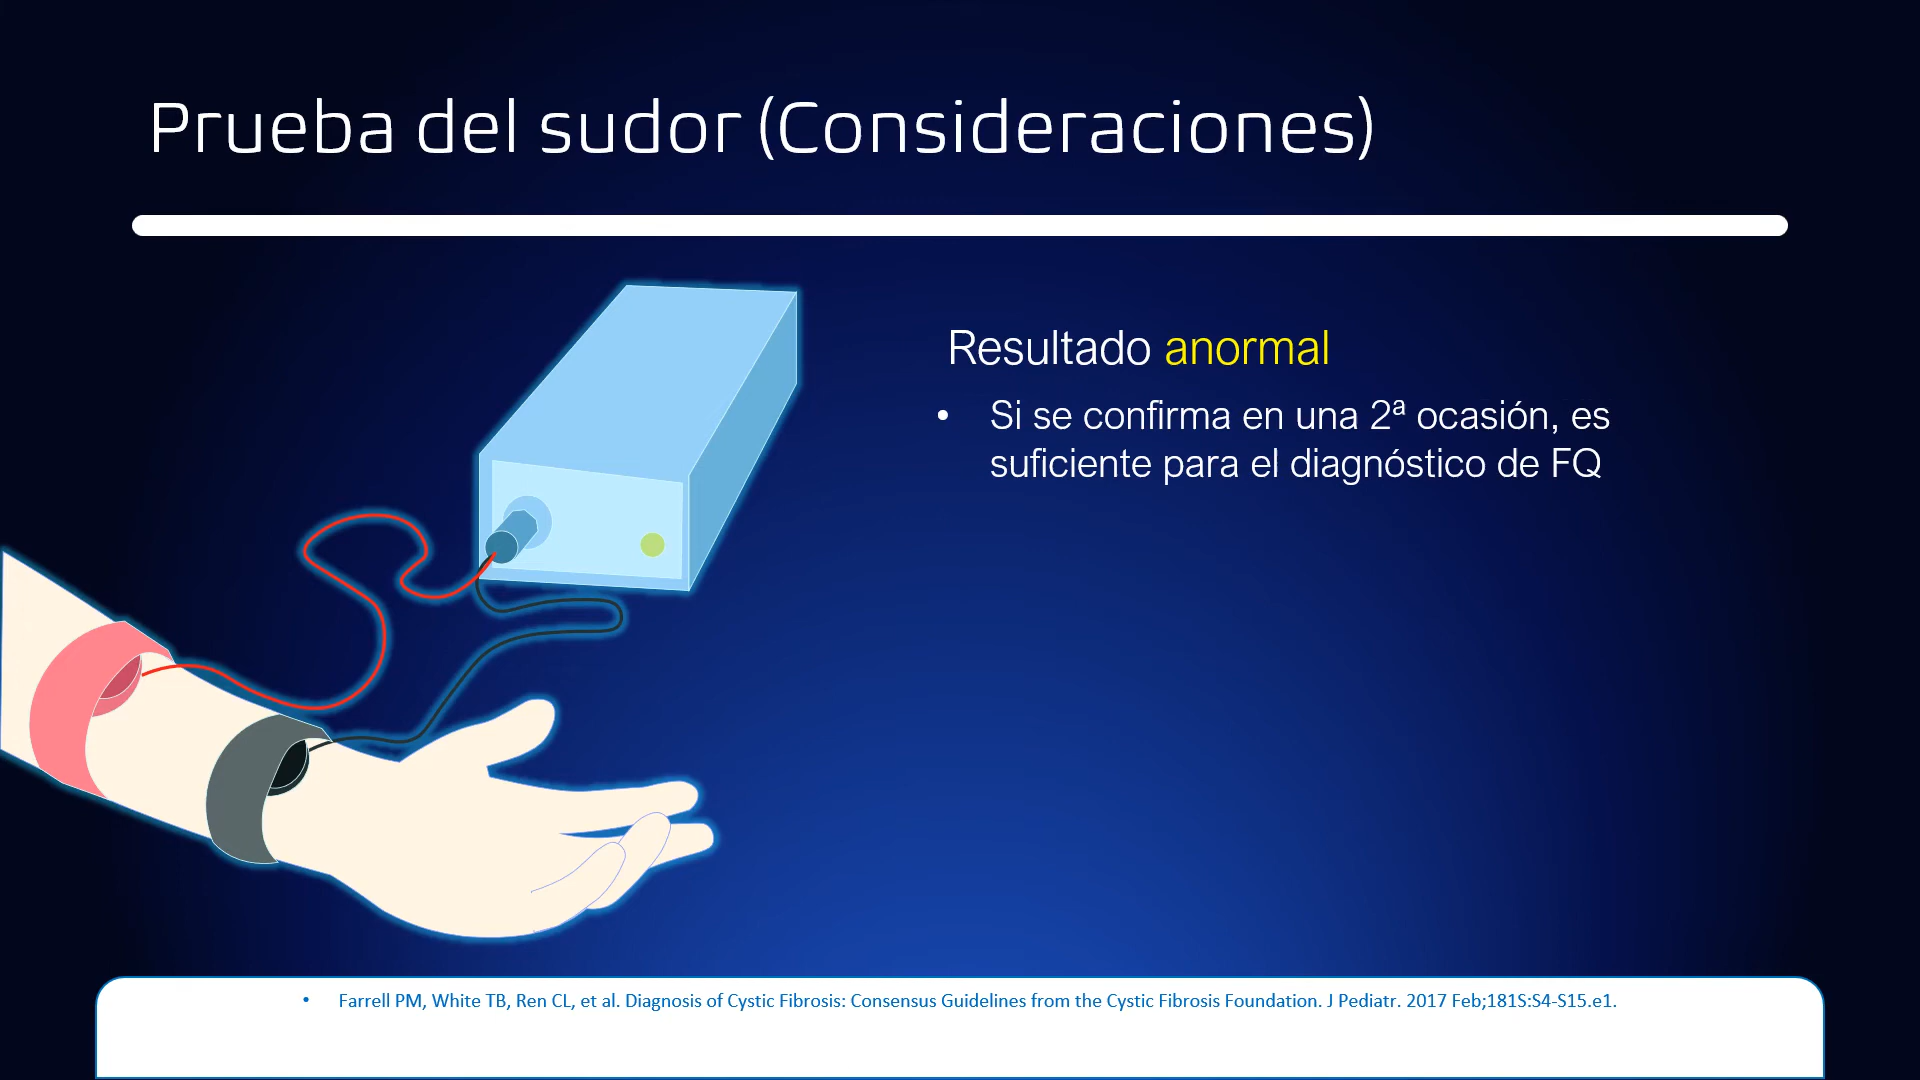 Prueba del sudor (Consideraciones)
Resultado anormal
• Si se confirma en una 2ª ocasión, es
suficiente para el diagnóstico de FQ
• Farrell PM, White TB, Ren CL, et al. Diagnosis of Cystic Fibrosis: Consensus Guidelines from the Cystic Fibrosis Foundation. J Pediatr. 2017 Feb;181S:S4-S15.e1.